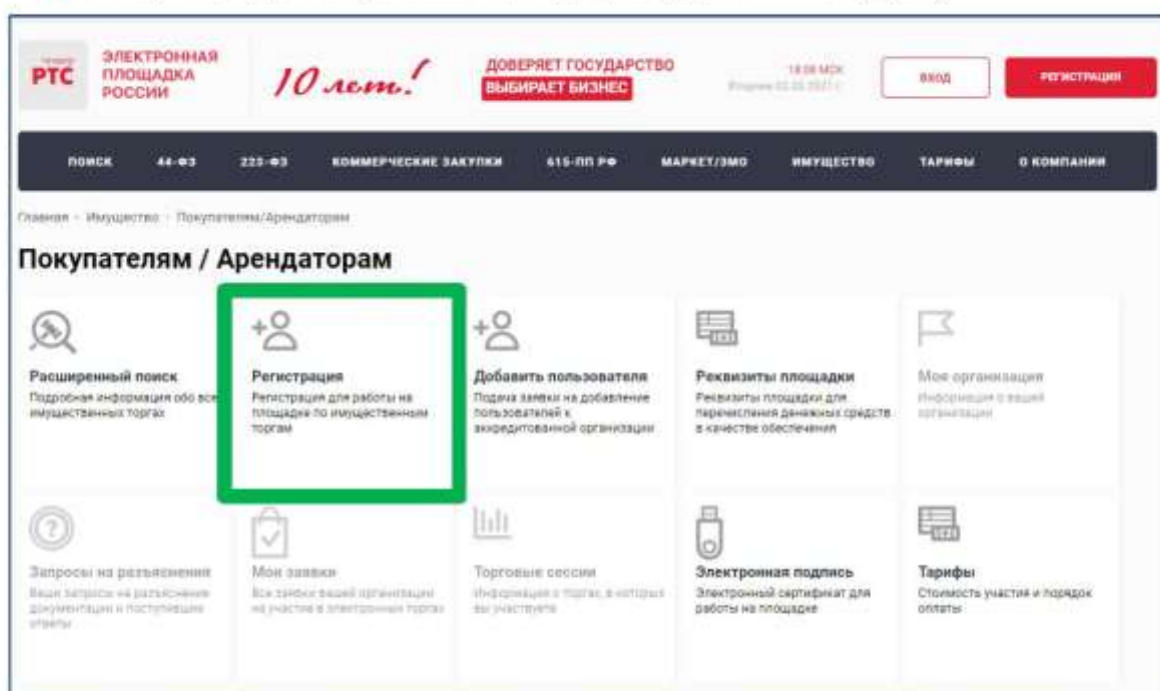 РТС
ЭЛЕКТРОННАЯ
ПЛОЩАДКА
РОССИИ
10 лет!
ДОВЕРЯЕТ ГОСУДАРСТВО
ВЫБИРАЕТ БИЗНЕС
18:08 МСК
ВХОД
РЕГИСТРАЦИЯ
ПОИСК 44-ФЗ 223-ФЗ КОММЕРЧЕСКИЕ ЗАКУПКИ 615-ПП РФ МАРКЕТ/ЗМО ИМУЩЕСТВО ТАРИФЫ О КОМПАНИИ
Главная - Имущество - Покупателям/Арендаторам
Покупателям / Арендаторам
Расширенный поиск
Подробная информация обо все
имущественных торгах
Регистрация
Регистрация для работы на
площадке по имущественным
торгам
Добавить пользователя
Подача заявки на добавление
пользователей к
аккредитованной организации
Реквизиты площадки
Реквизиты площадки для
перечисления денежных средств
в качестве обеспечения
Моя организация
Информация о вашей
организации
Запросы на разъяснения
Ваши запросы на разъяснения
документации и поступившие
ответы
Мои заявки
Все заявки вашей организации
на участие в электронных торгах
Торговые сессии
Информация о торгах, в которых
вы участвуете
Электронная подпись
Электронный сертификат для
работы на площадке
Тарифы
Стоимость участия и порядок
оплаты